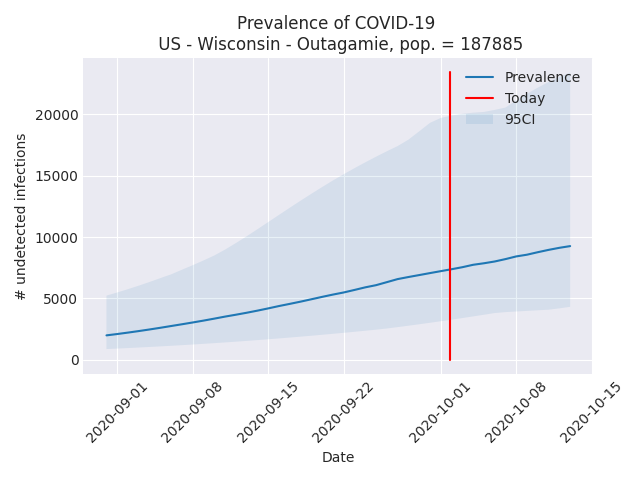 Prevalence of COVID-19
US - Wisconsin - Outagamie, pop. = 187885
Prevalence
Today
95CI
# undetected infections
20000
15000
10000
5000
0
2020-09-01
2020-09-08
2020-09-15
2020-09-22
2020-10-01
2020-10-08
2020-10-15
Date